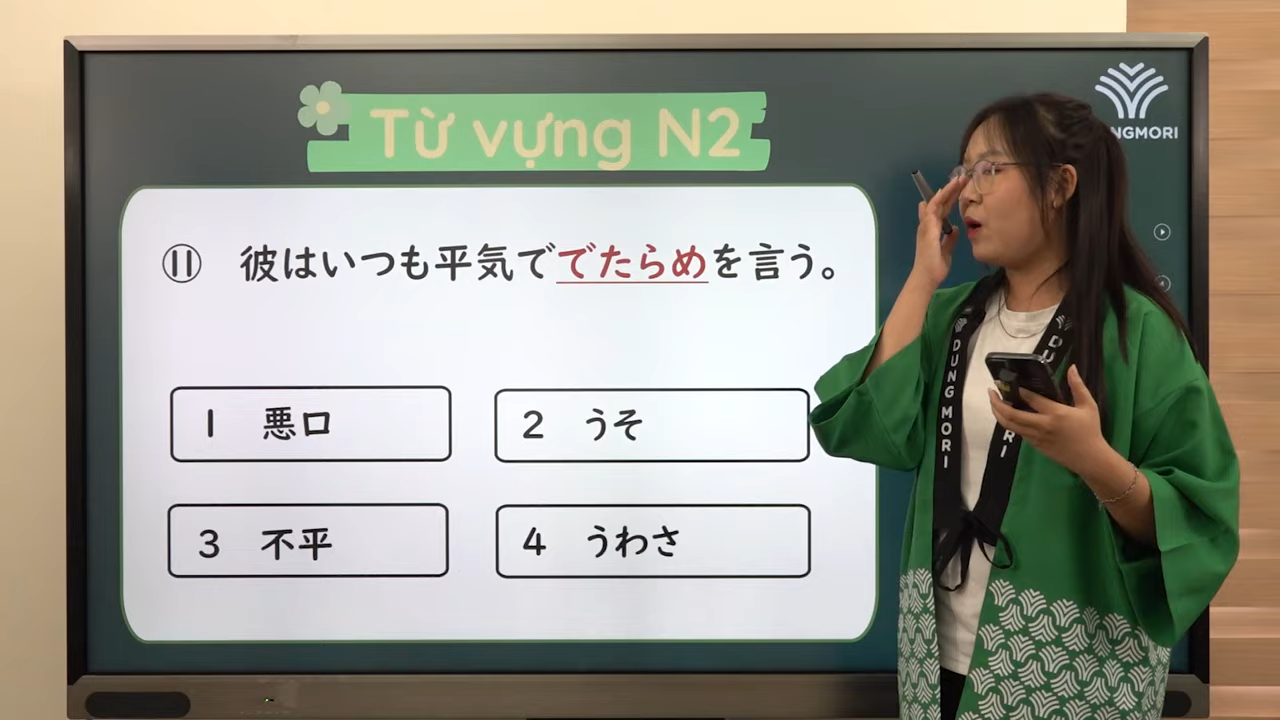 Từ vựng N2
NGMORI
⑪ 彼はいつも平気ででたらめを言う。
1 悪口
2 うそ
3 不平
4 うわさ
DUNG MORI